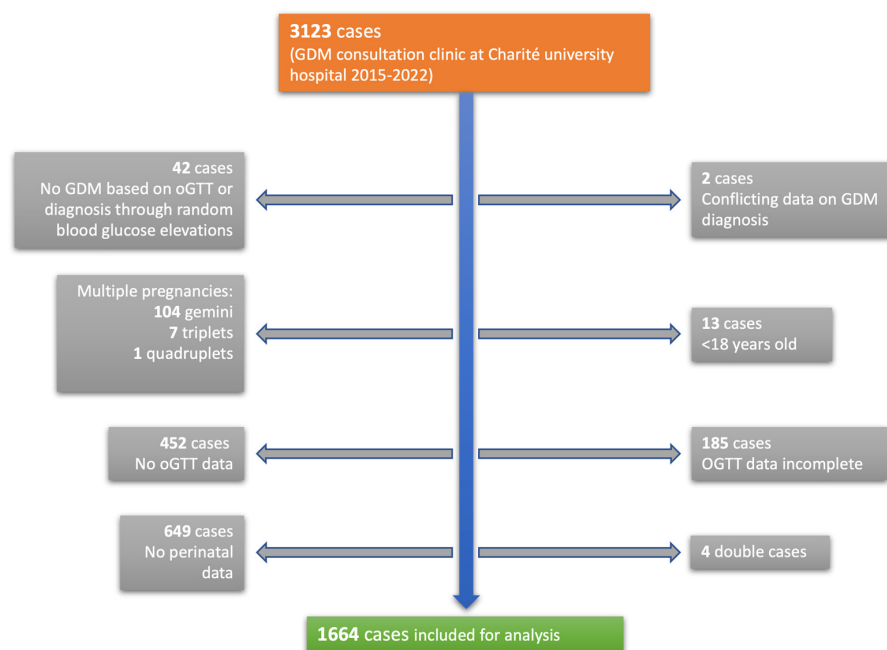 3123 cases
(GDM consultation clinic at Charité university
hospital 2015-2022)
42 cases
No GDM based on oGTT or
diagnosis through random
blood glucose elevations
2 cases
Conflicting data on GDM
diagnosis
Multiple pregnancies:
104 gemini
7 triplets
1 quadruplets
13 cases
<18 years old
452 cases
No oGTT data
185 cases
OGTT data incomplete
649 cases
No perinatal
data
4 double cases
1664 cases included for analysis